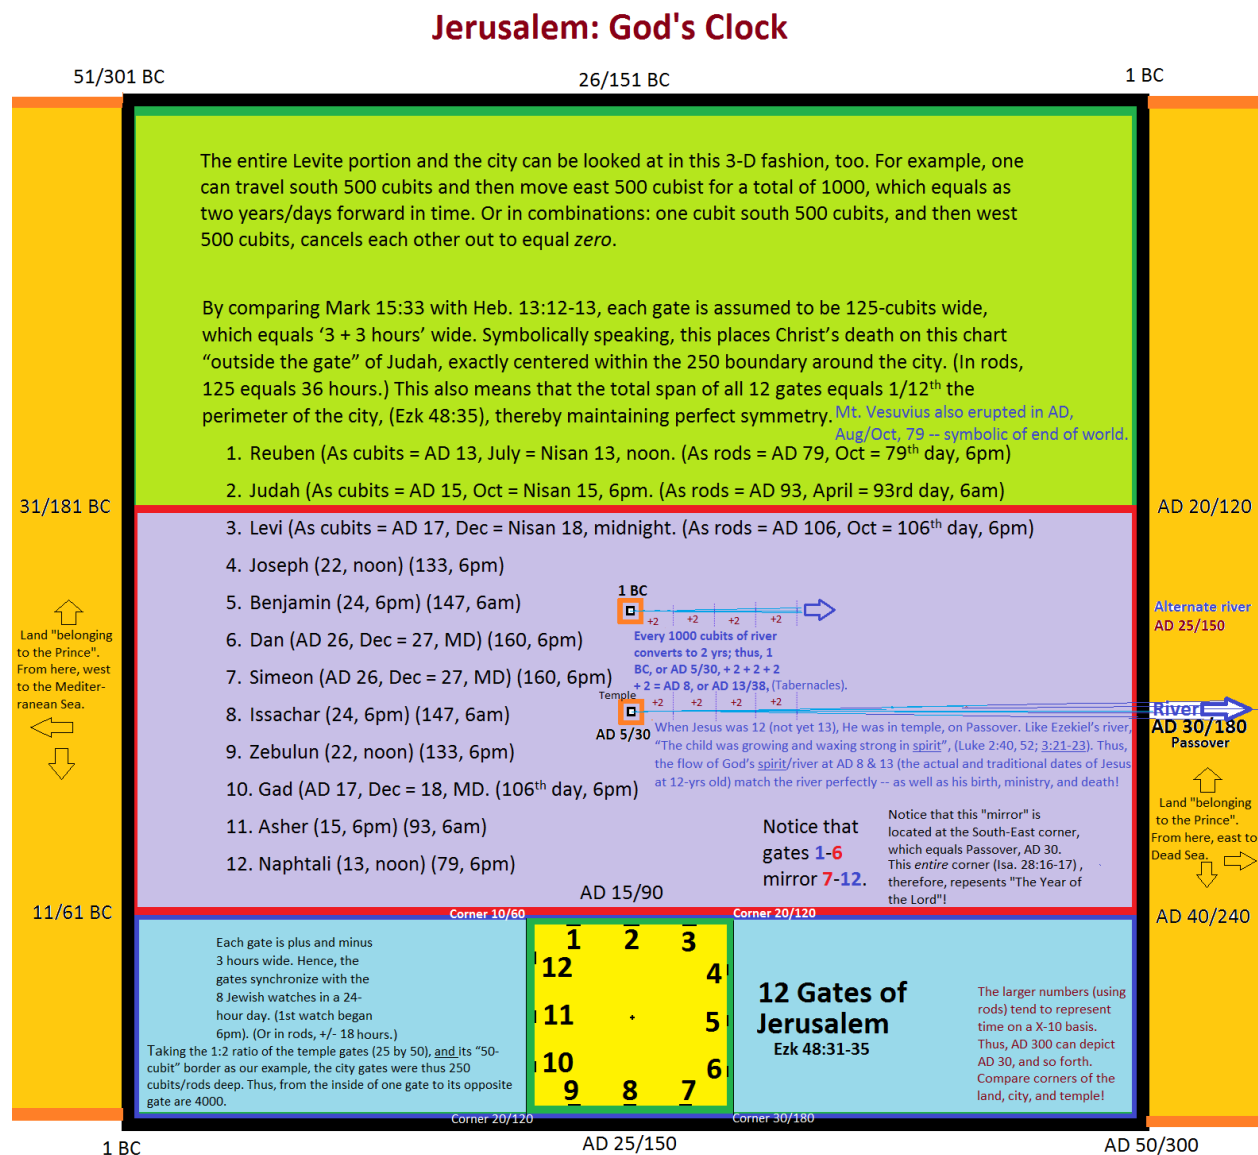 Jerusalem: God's Clock
51/301 BC
26/151 BC
1 BC
The entire Levite portion and the city can be looked at in this 3-D fashion, too. For example, one
can travel south 500 cubits and then move east 500 cubist for a total of 1000, which equals as
two years/days forward in time. Or in combinations: one cubit south 500 cubits, and then west
500 cubits, cancels each other out to equal zero.
By comparing Mark 15:33 with Heb. 13:12-13, each gate is assumed to be 125-cubits wide,
which equals ‘3 + 3 hours’ wide. Symbolically speaking, this places Christ’s death on this chart
“outside the gate” of Judah, exactly centered within the 250 boundary around the city. (In rods,
125 equals 36 hours.) This also means that the total span of all 12 gates equals 1/12th the
perimeter of the city, (Ezk 48:35), thereby maintaining perfect symmetry.
Mt. Vesuvius also erupted in AD,
Aug/Oct, 79 -- symbolic of end of world.
1. Reuben (As cubits = AD 13, July = Nisan 13, noon. (As rods = AD 79, Oct = 79th day, 6pm)
2. Judah (As cubits = AD 15, Oct = Nisan 15, 6pm. (As rods = AD 93, April = 93rd day, 6am)
31/181 BC
AD 20/120
3. Levi (As cubits = AD 17, Dec = Nisan 18, midnight. (As rods = AD 106, Oct = 106th day, 6pm)
4. Joseph (22, noon) (133, 6pm)
5. Benjamin (24, 6pm) (147, 6am)
6. Dan (AD 26, Dec = 27, MD) (160, 6pm)
7. Simeon (AD 26, Dec = 27, MD) (160, 6pm)
8. Issachar (24, 6pm) (147, 6am)
9. Zebulun (22, noon) (133, 6pm)
10. Gad (AD 17, Dec = 18, MD. (106th day, 6pm)
11. Asher (15, 6pm) (93, 6am)
12. Naphtali (13, noon) (79, 6pm)
1 BC
+2 +2 +2 +2
Every 1000 cubits of river
converts to 2 yrs; thus, 1
BC, or AD 5/30, + 2 + 2 + 2
+ 2 = AD 8, or AD 13/38, (Tabernacles).
Temple
+2 +2 +2 +2
AD 5/30
When Jesus was 12 (not yet 13), He was in temple, on Passover. Like Ezekiel’s river,
“The child was growing and waxing strong in spirit”, (Luke 2:40, 52; 3:21-23). Thus,
the flow of God’s spirit/river at AD 8 & 13 (the actual and traditional dates of Jesus
at 12-yrs old) match the river perfectly -- as well as his birth, ministry, and death!
Alternate river
AD 25/150
River
AD 30/180
Passover
Land "belonging
to the Prince".
From here, west
to the Mediter-
ranean Sea.
Land "belonging
to the Prince".
From here, east to
Dead Sea.
Notice that
gates 1-6
mirror 7-12.
Notice that this "mirror" is
located at the South-East corner,
which equals Passover, AD 30.
This entire corner (Isa. 28:16-17) ,
therefore, repesents "The Year of
the Lord"!
AD 15/90
11/61 BC
AD 40/240
Corner 10/60
Corner 20/120
Each gate is plus and minus
3 hours wide. Hence, the
gates synchronize with the
8 Jewish watches in a 24-
hour day. (1st watch began
6pm). (Or in rods, +/- 18 hours.)
Taking the 1:2 ratio of the temple gates (25 by 50), and its “50-
cubit” border as our example, the city gates were thus 250
cubits/rods deep. Thus, from the inside of one gate to its opposite
gate are 4000.
1 2 3
12 4
11 5
10 6
9 8 7
12 Gates of
Jerusalem
Ezk 48:31-35
The larger numbers (using
rods) tend to represent
time on a X-10 basis.
Thus, AD 300 can depict
AD 30, and so forth.
Compare corners of the
land, city, and temple!
Corner 20/120
Corner 30/180
1 BC
AD 25/150
AD 50/300